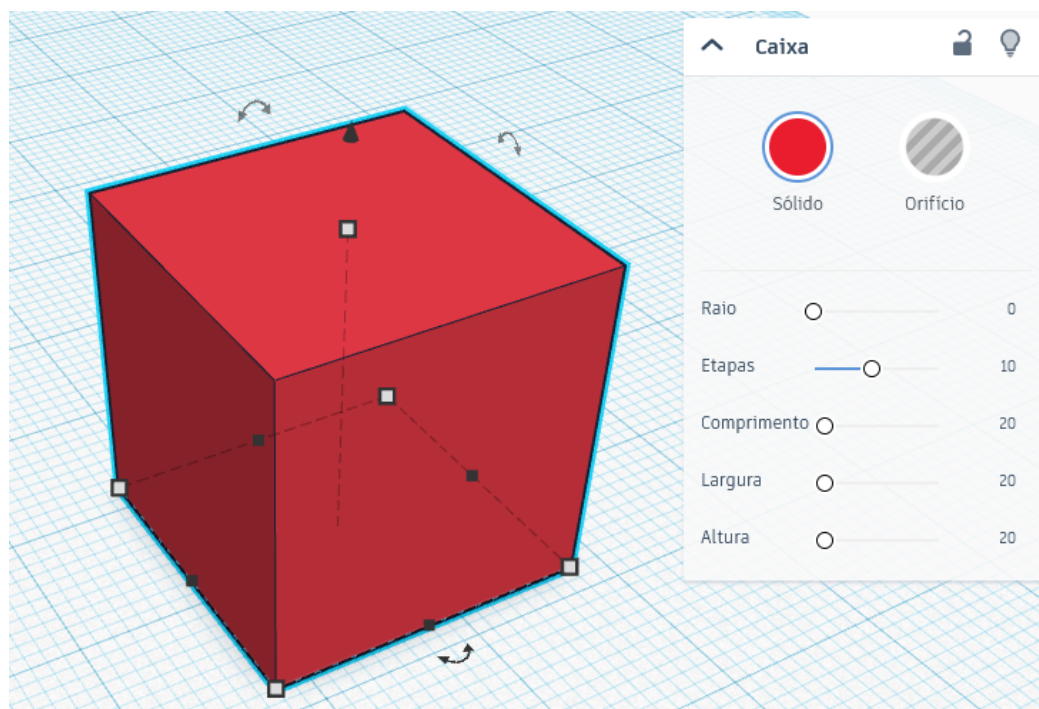 Caixa
Sólido Orifício
Raio 0
Etapas 10
Comprimento 20
Largura 20
Altura 20